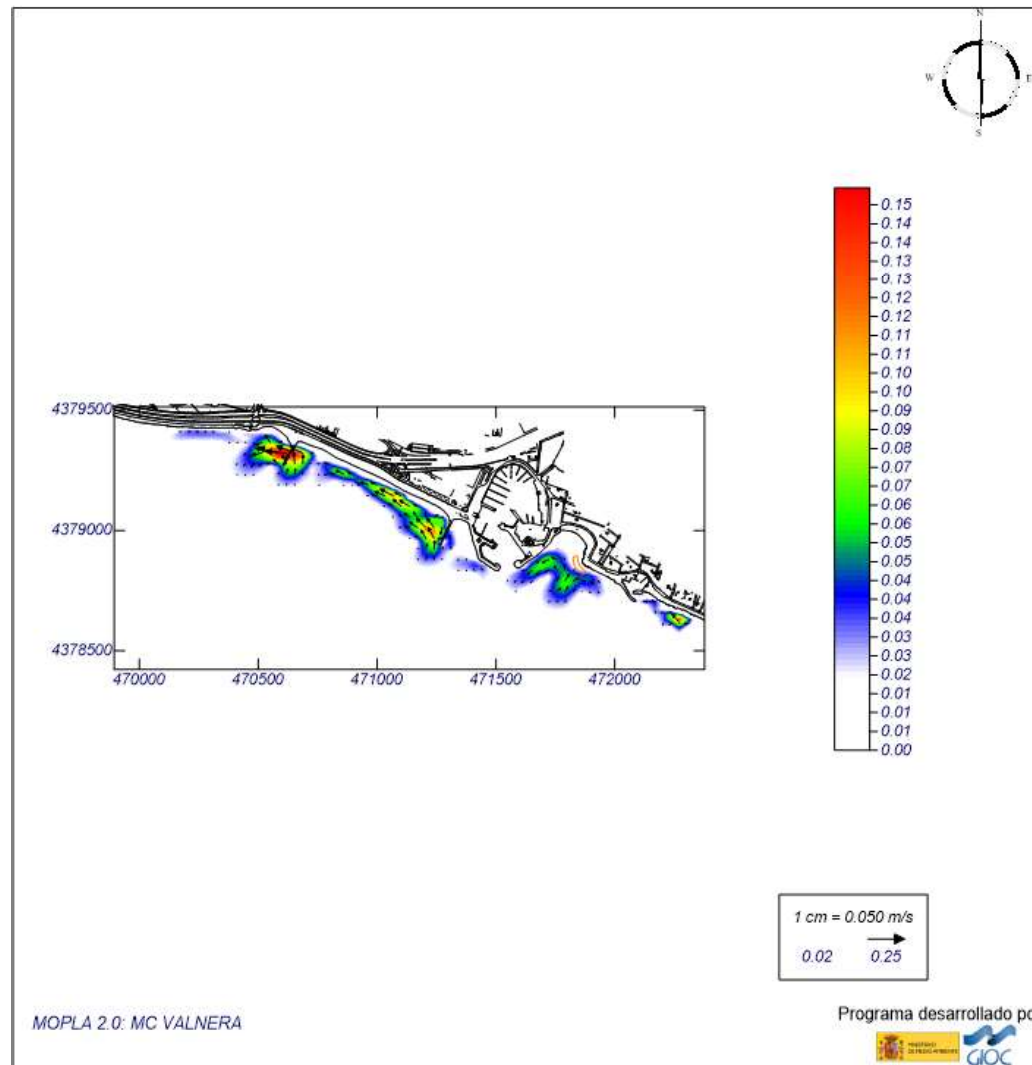 N
W
E
S
0.15
0.14
0.14
0.13
0.13
0.12
0.12
0.11
0.11
0.10
0.09
0.09
0.08
0.07
0.07
0.06
0.06
0.05
0.04
0.04
0.04
0.03
0.03
0.02
0.01
0.01
0.01
0.00
4379500
4379000
4378500
470000 470500 471000 471500 472000
1 cm = 0.050 m/s
0.02 0.25
MOPLA 2.0: MC VALNERA
Programa desarrollado po
MINISTERIO
DE MEDIO AMBIENTE
GIOC